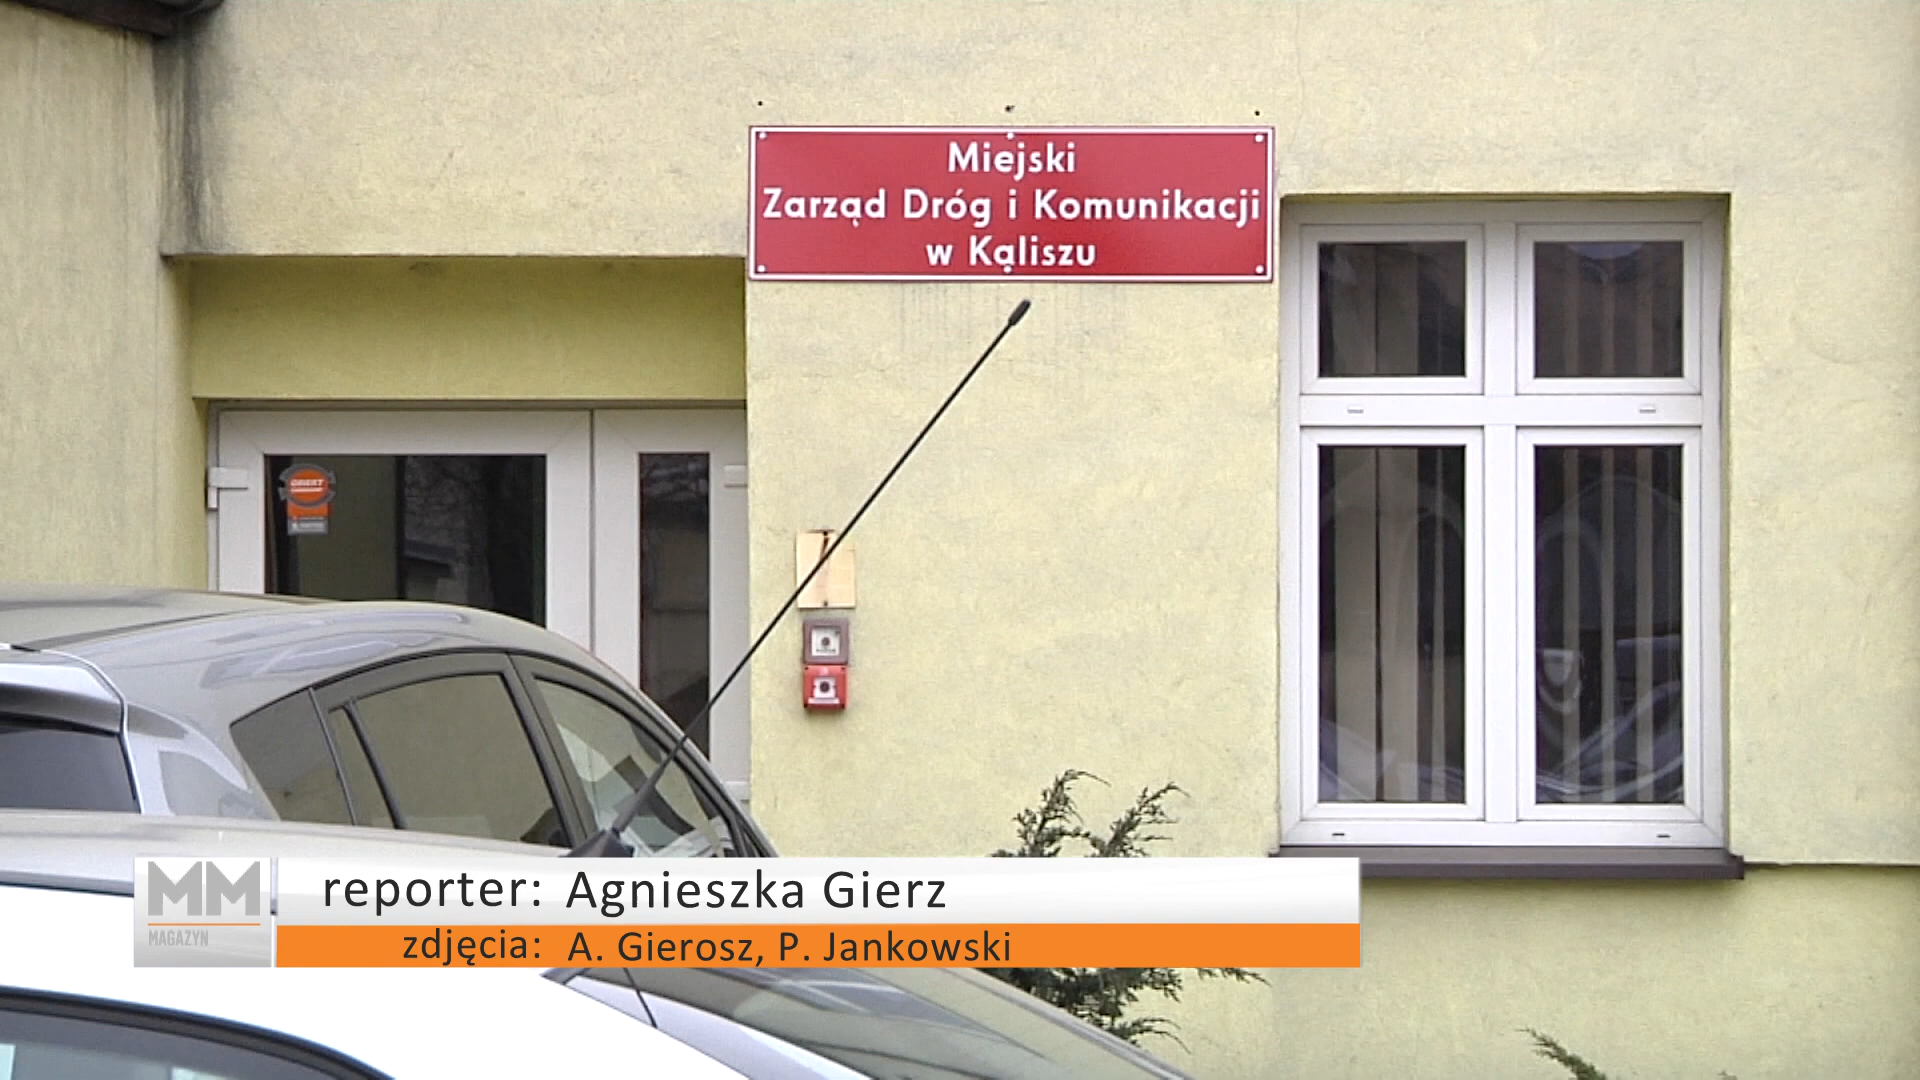 Miejski
Zarząd Dróg i Komunikacji
w Kaliszu
MM
MAGAZYN
reporter: Agnieszka Gierz
zdjęcia: A. Gierosz, P. Jankowski